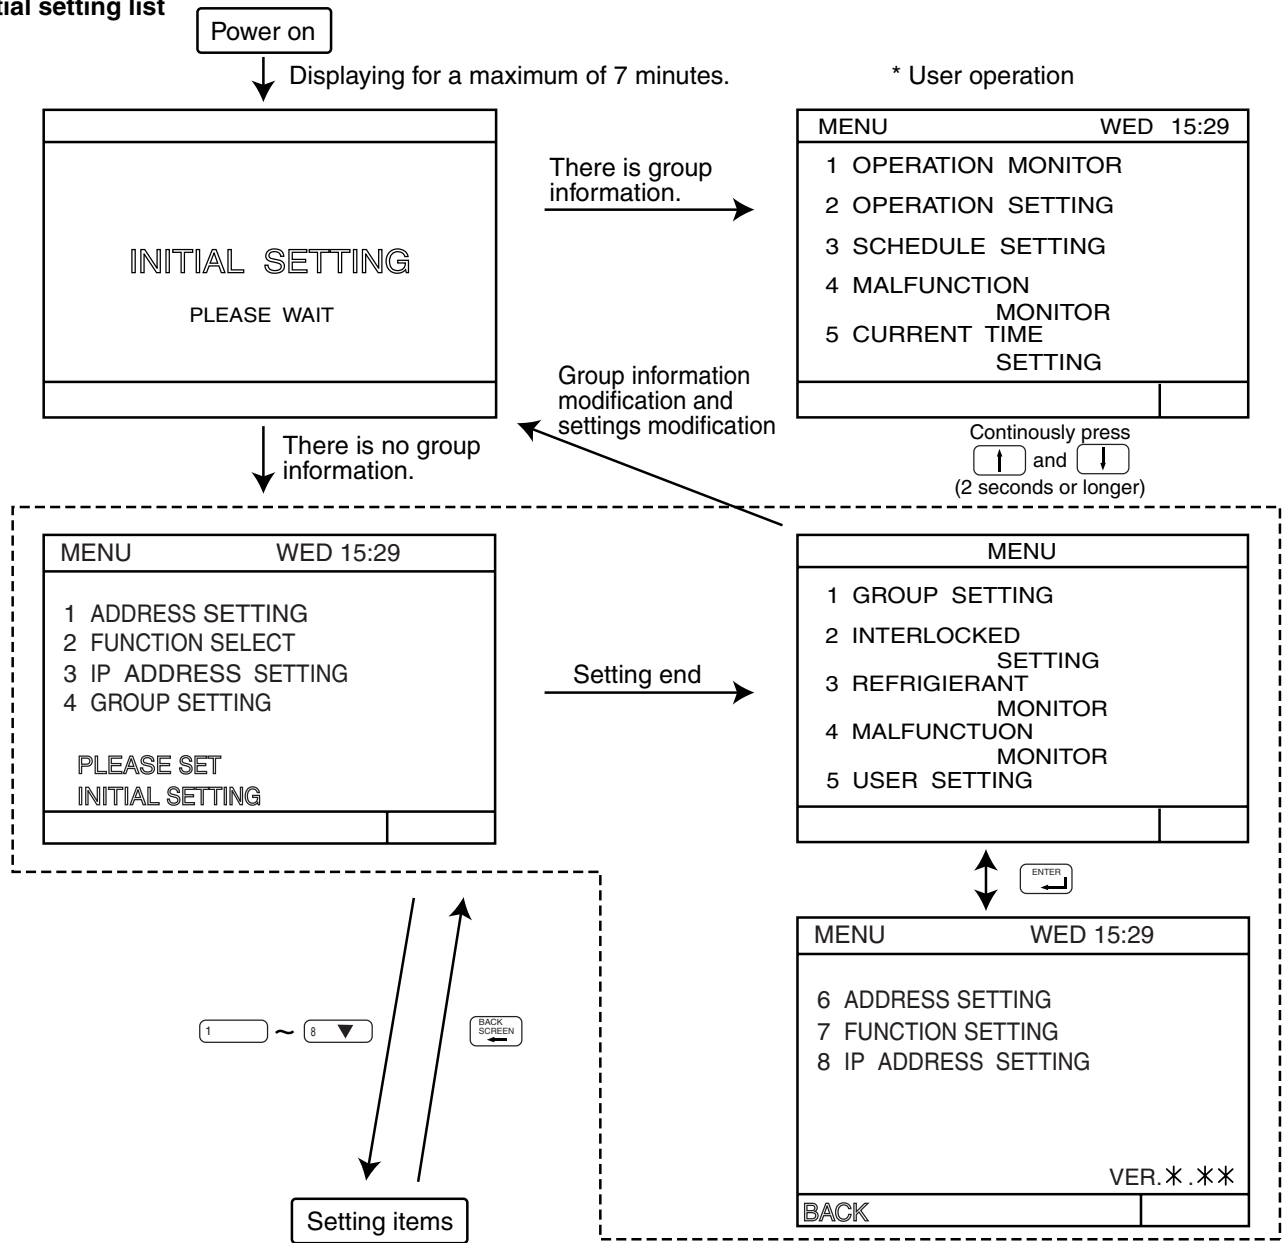 tial setting list
Power on
Displaying for a maximum of 7 minutes.
* User operation
INITIAL SETTING
PLEASE WAIT
There is group
information.
MENU WED 15:29
1 OPERATION MONITOR
2 OPERATION SETTING
3 SCHEDULE SETTING
4 MALFUNCTION
MONITOR
5 CURRENT TIME
SETTING
Group information
modification and
settings modification
There is no group
information.
Continously press
and
(2 seconds or longer)
MENU WED 15:29
1 ADDRESS SETTING
2 FUNCTION SELECT
3 IP ADDRESS SETTING
4 GROUP SETTING
PLEASE SET
INITIAL SETTING
Setting end
MENU
1 GROUP SETTING
2 INTERLOCKED
SETTING
3 REFRIGIERANT
MONITOR
4 MALFUNCTUON
MONITOR
5 USER SETTING
ENTER
MENU WED 15:29
6 ADDRESS SETTING
7 FUNCTION SETTING
8 IP ADDRESS SETTING
VER.*.**
BACK
1 ~ 8 ▼
BACK
SCREEN
Setting items